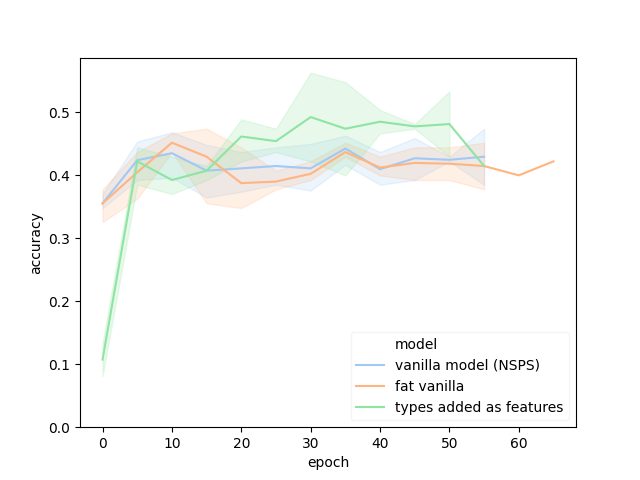 0.5
0.4
0.3
0.2
0.1
0.0
accuracy
model
vanilla model (NSPS)
fat vanilla
types added as features
0 10 20 30 40 50 60
epoch